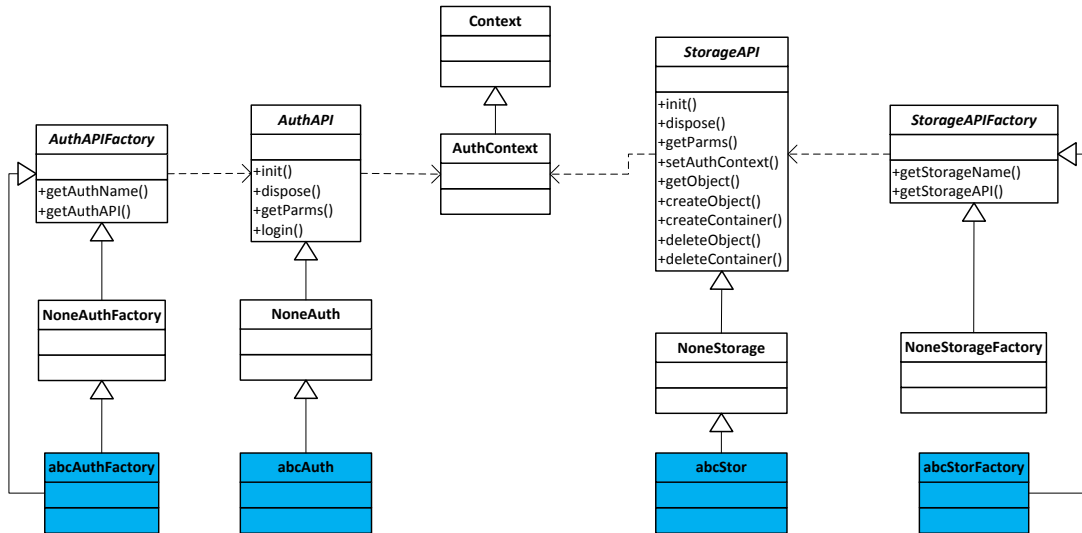 Context
StorageAPI
+init()
+dispose()
+getParms()
+setAuthContext()
+getObject()
+createObject()
+createContainer()
+deleteObject()
+deleteContainer()
AuthAPIFactory
+getAuthName()
+getAuthAPI()
AuthAPI
+init()
+dispose()
+getParms()
+login()
AuthContext
StorageAPIFactory
+getStorageName()
+getStorageAPI()
NoneAuthFactory
NoneAuth
NoneStorage
NoneStorageFactory
abcAuthFactory
abcAuth
abcStor
abcStorFactory